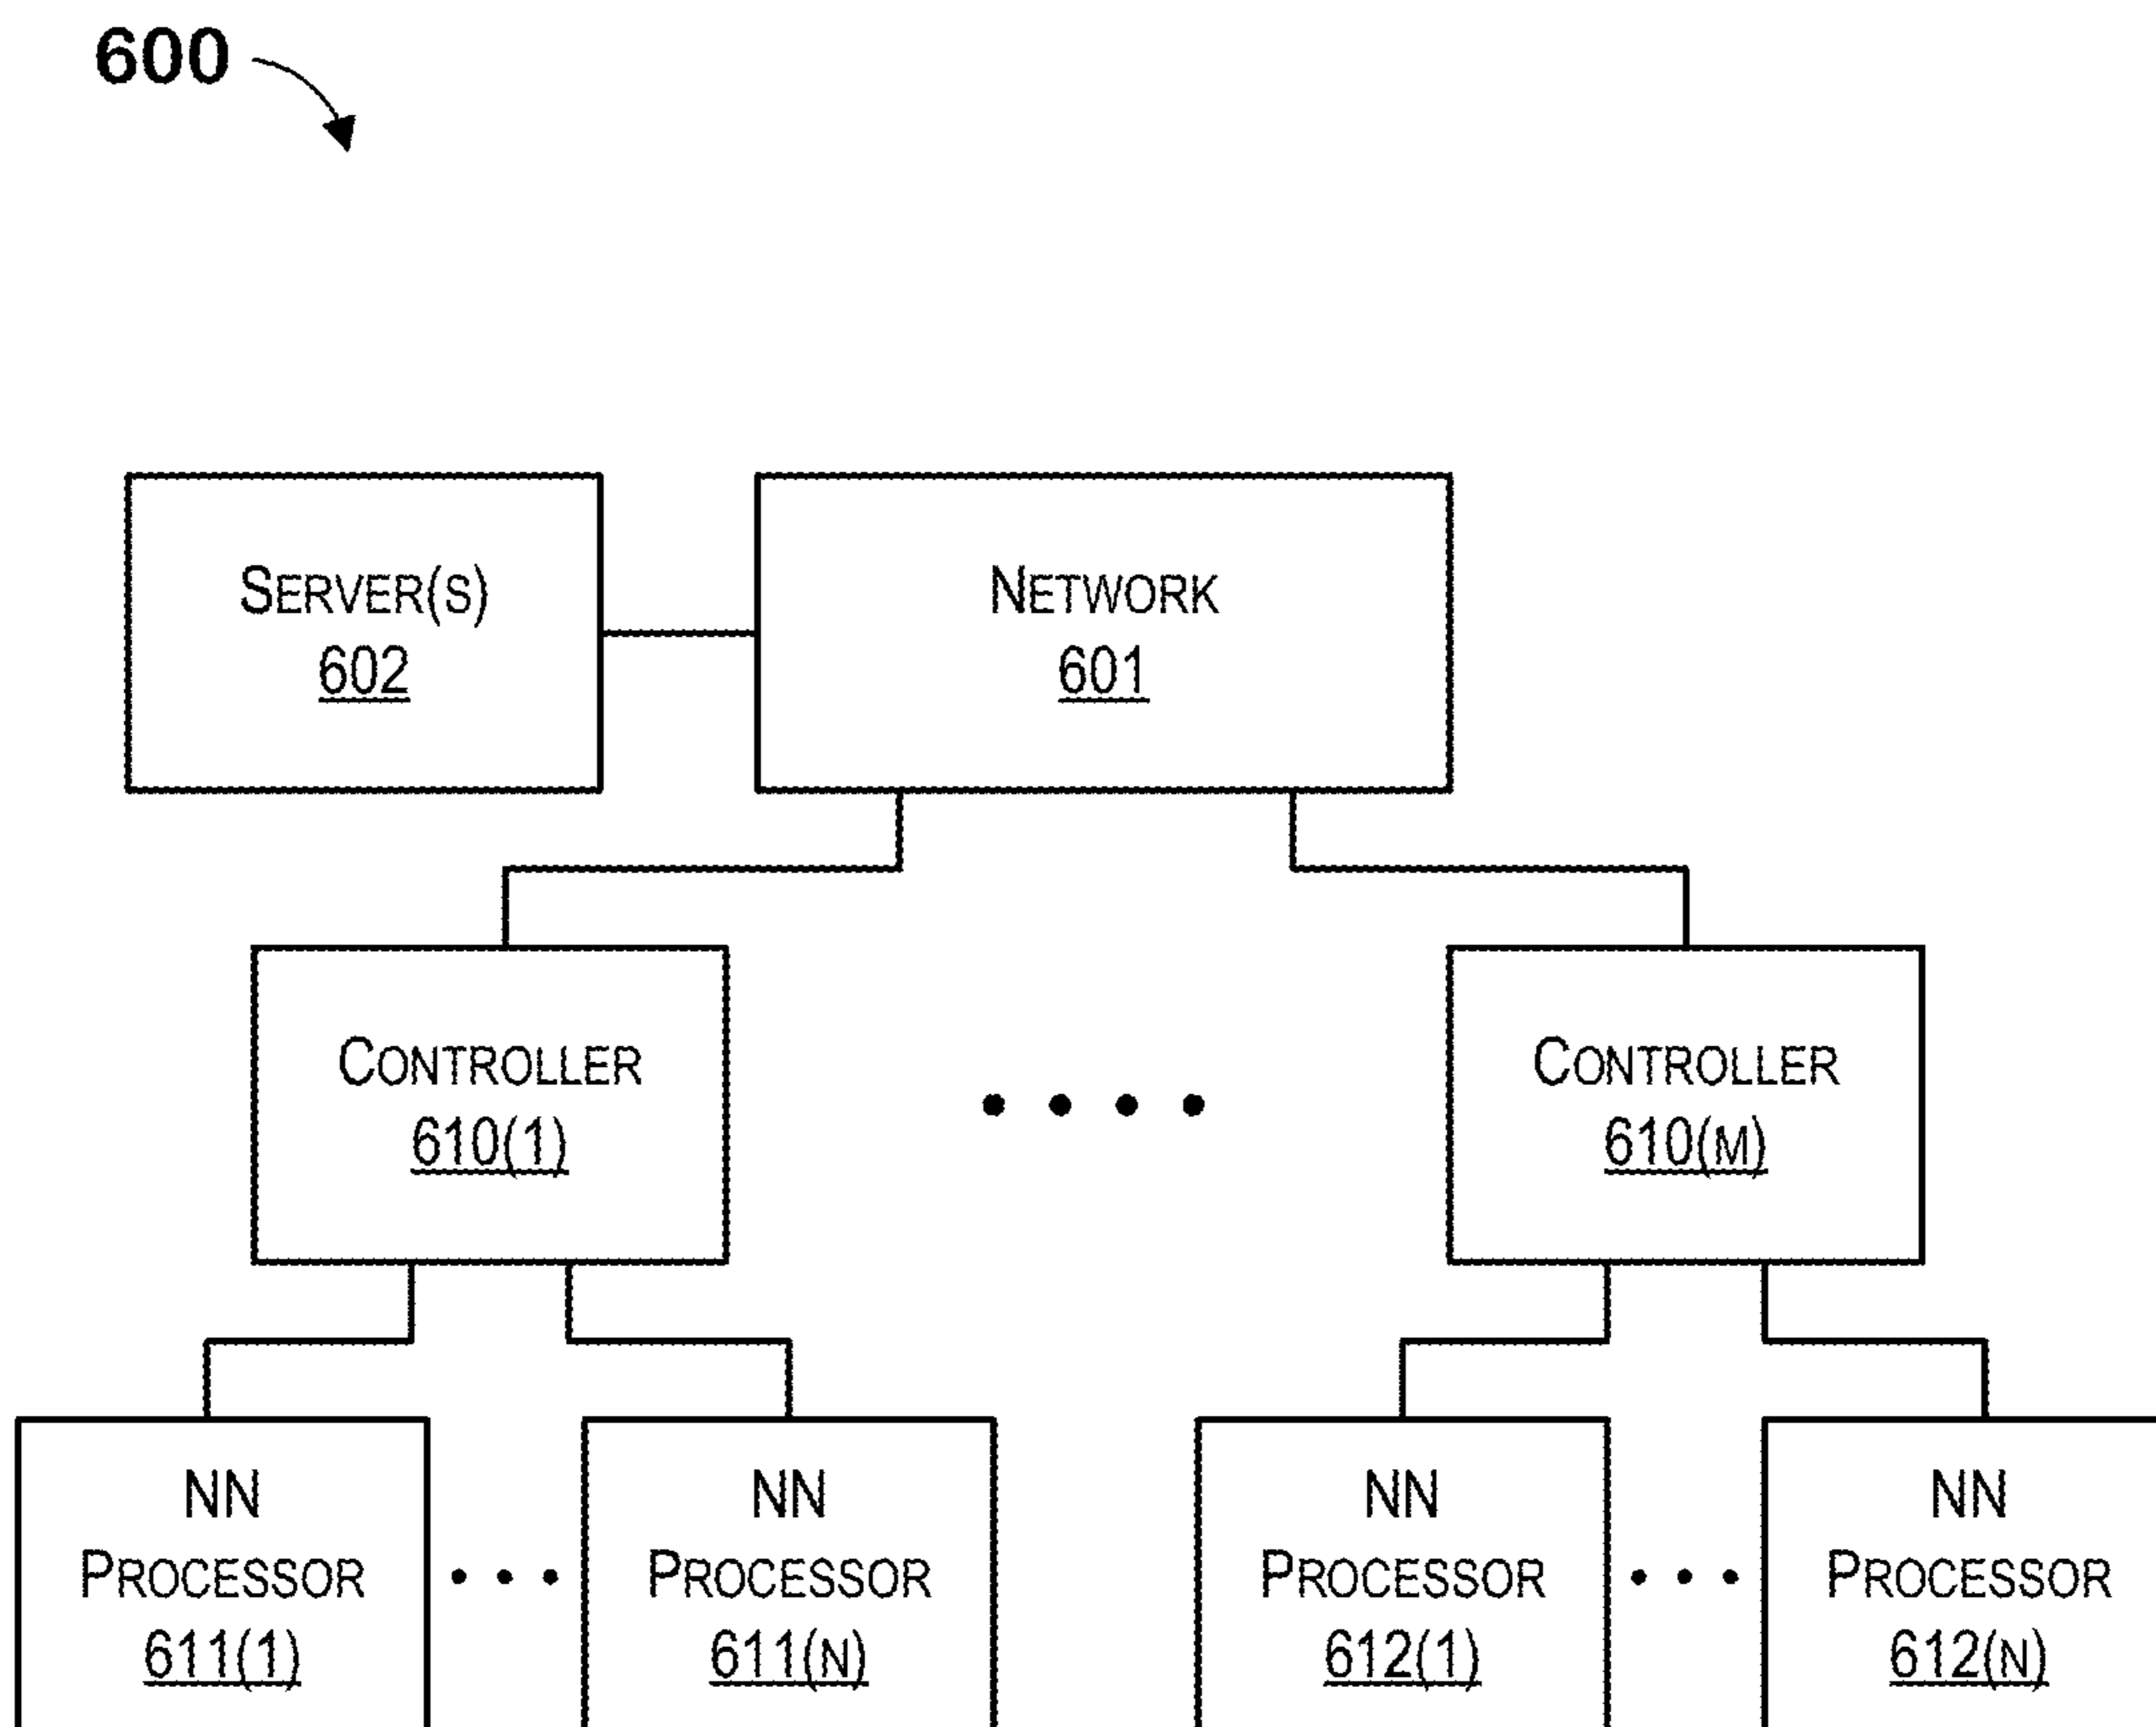 600
SERVER(S)
602
NETWORK
601
CONTROLLER
610(1)
CONTROLLER
610(M)
NN
PROCESSOR
611(1)
NN
PROCESSOR
611(N)
NN
PROCESSOR
612(1)
NN
PROCESSOR
612(N)